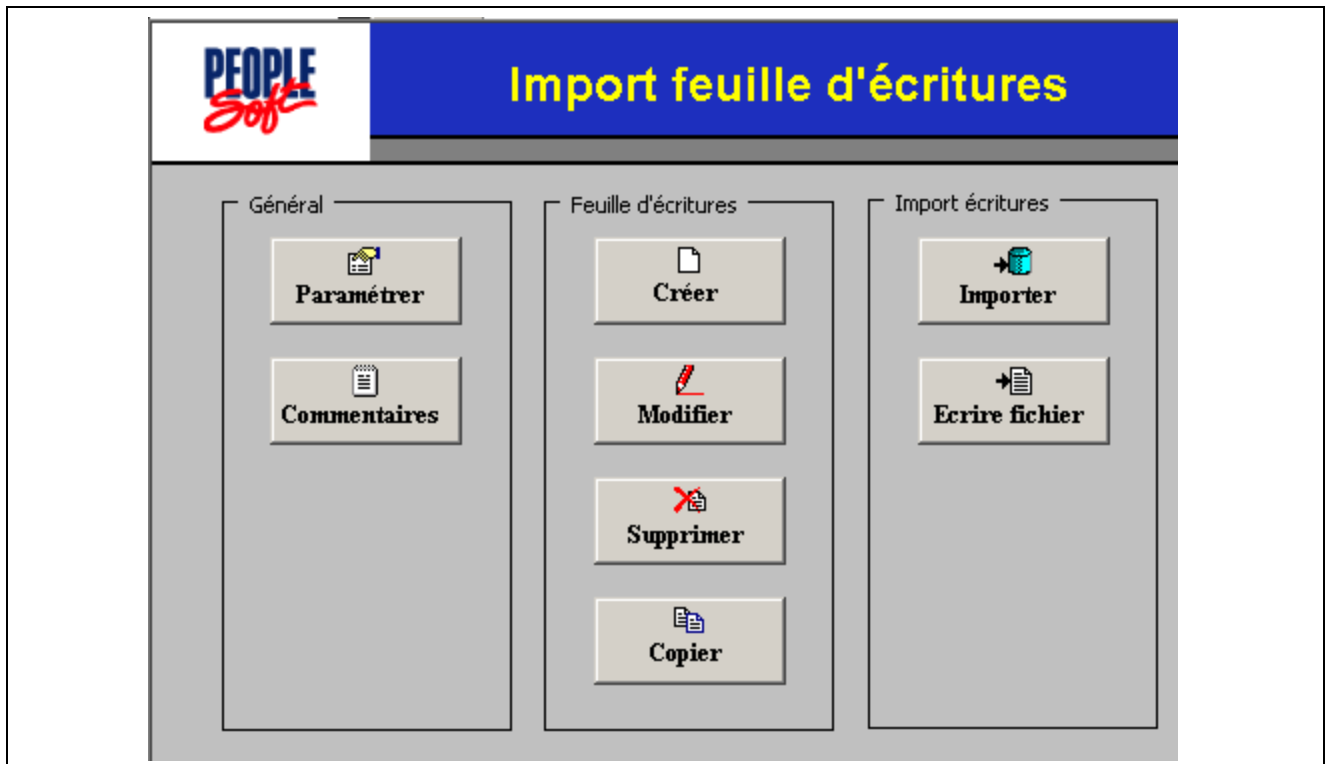 PEOPLE
Soft
Import feuille d'écritures
Général
Paramétrer
Commentaires
Feuille d'écritures
Créer
Modifier
Supprimer
Copier
Import écritures
Importer
Ecrire fichier